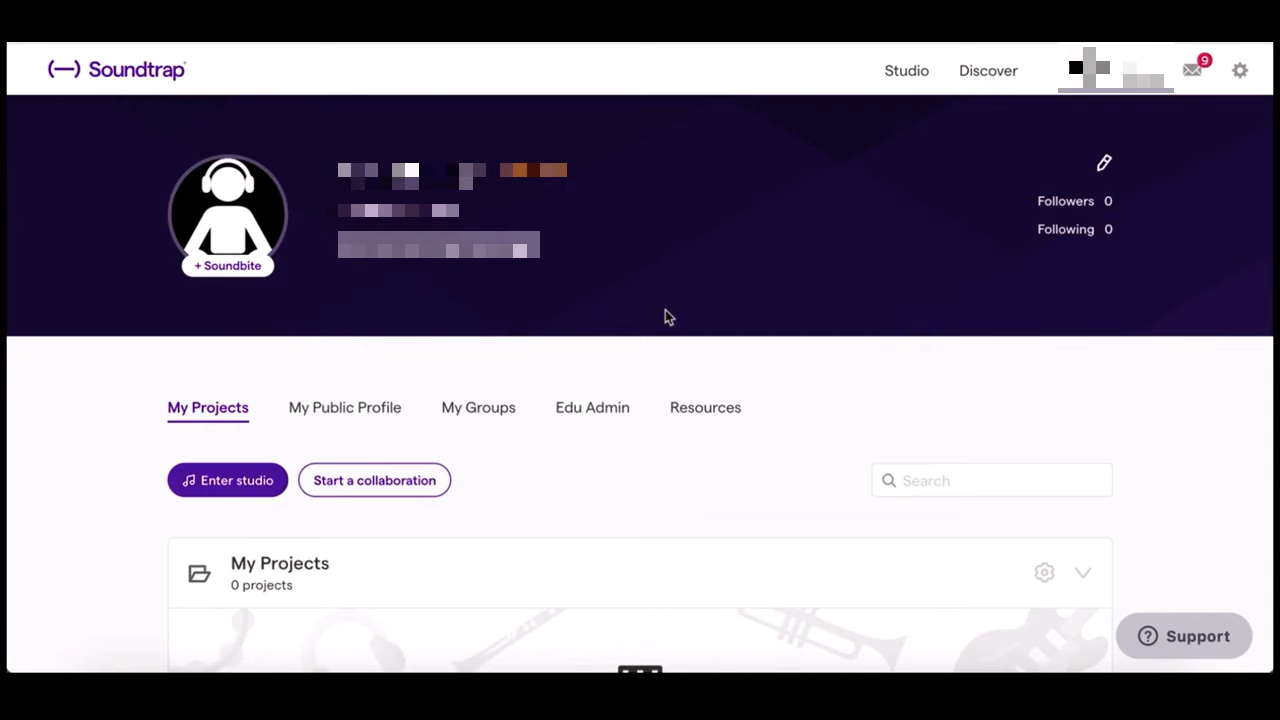 Soundtrap
Studio
Discover
9
Followers 0
Following 0
+ Soundbite
My Projects
My Public Profile
My Groups
Edu Admin
Resources
Enter studio
Start a collaboration
Search
My Projects
0 projects
? Support